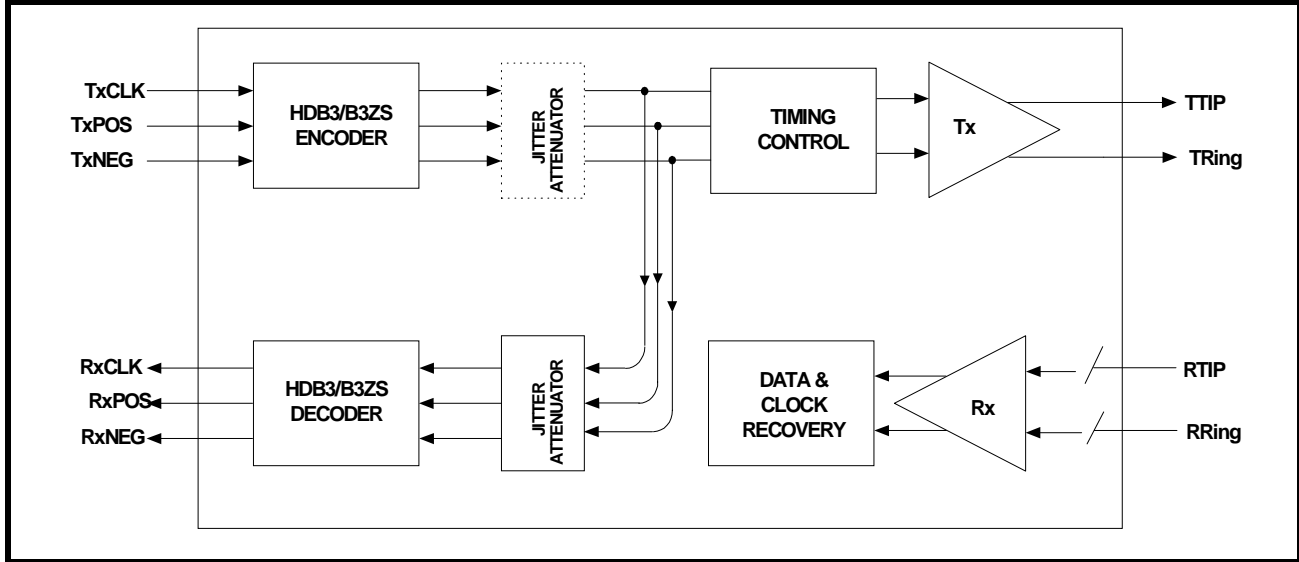 TxCLK
TxPOS
TxNEG
HDB3/B3ZS
ENCODER
JITTER
ATTENUATOR
TIMING
CONTROL
Tx
TTIP
TRing
RxCLK
RxPOS
RxNEG
HDB3/B3ZS
DECODER
JITTER
ATTENUATOR
DATA &
CLOCK
RECOVERY
Rx
RTIP
RRing